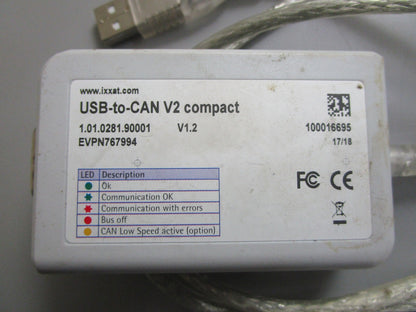 www.ixxat.com
USB-to-CAN V2 compact
1.01.0281.90001 V1.2 100016695
EVPN767994 17/18
LED Description
Ok
Communication OK
Communication with errors
Bus off
CAN Low Speed active (option)
FC CE